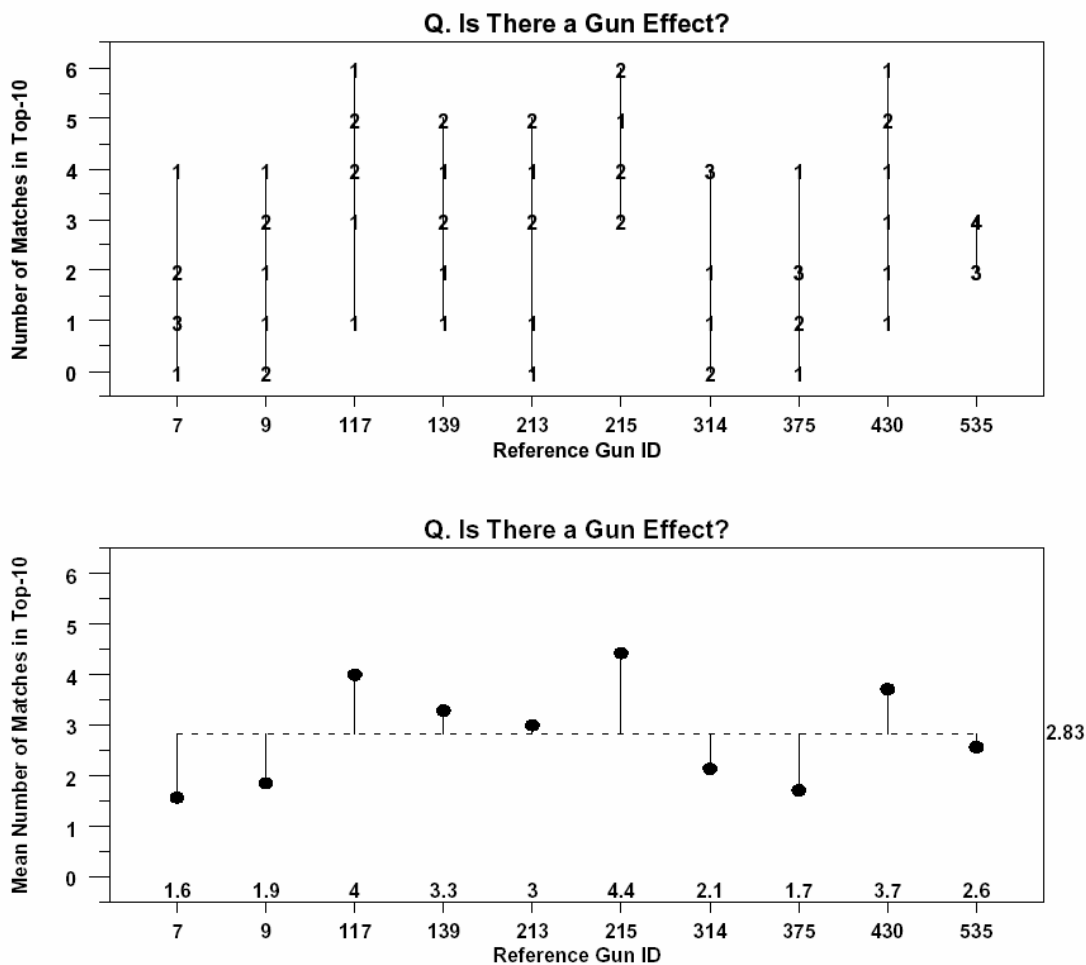 Q. Is There a Gun Effect?
Number of Matches in Top-10
6 1 2 1
5 2 2 2 1 2
4 1 1 2 1 1 2 3 1 1
3 2 1 2 2 2 1 4
2 2 1 1 1 3 1 3
1 3 1 1 1 1 1 2 1
0 1 2 1 2 1
7 9 117 139 213 215 314 375 430 535
Reference Gun ID
Q. Is There a Gun Effect?
Mean Number of Matches in Top-10
6
5
4
3
2.83
2
1
0
1.6 1.9 4 3.3 3 4.4 2.1 1.7 3.7 2.6
7 9 117 139 213 215 314 375 430 535
Reference Gun ID